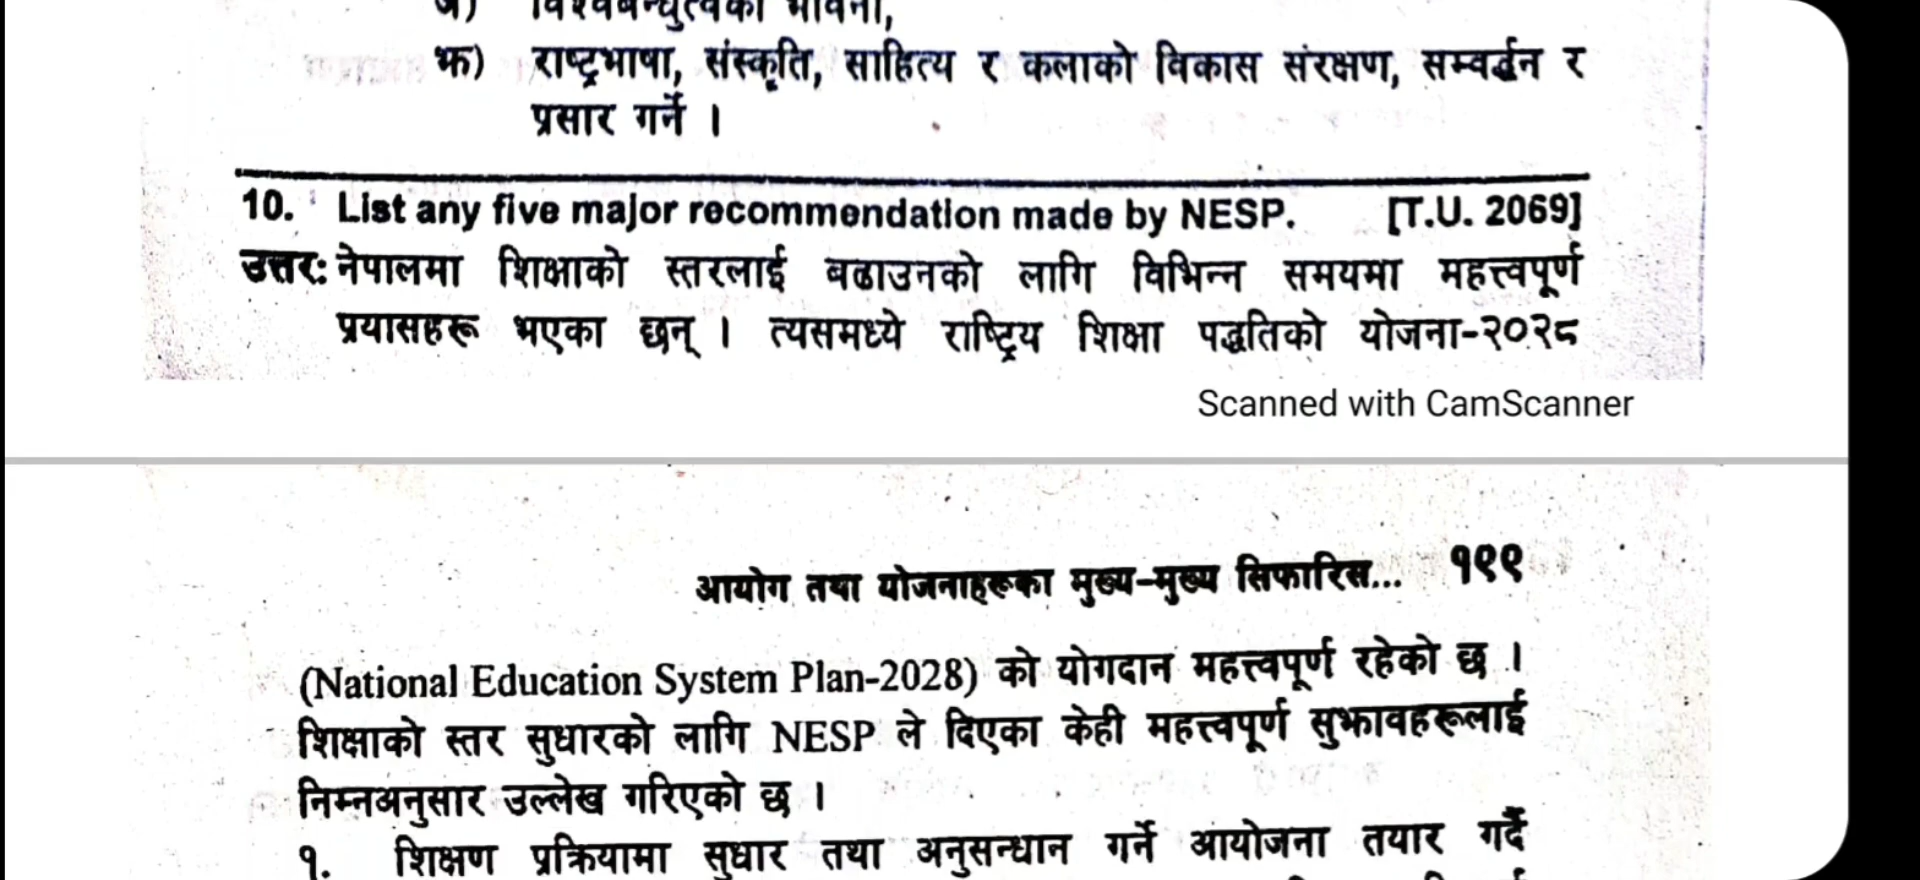 ज) विश्वबन्धुत्वको भावना,
झ) राष्ट्रभाषा, संस्कृति, साहित्य र कलाको विकास संरक्षण, सम्वर्द्धन र
प्रसार गर्ने ।
10. List any five major recommendation made by NESP. [T.U. 2069]
उत्तर: नेपालमा शिक्षाको स्तरलाई बढाउनको लागि विभिन्न समयमा महत्त्वपूर्ण
प्रयासहरू भएका छन् । त्यसमध्ये राष्ट्रिय शिक्षा पद्धतिको योजना-२०२८
Scanned with CamScanner
आयोग तथा योजनाहरूका मुख्य-मुख्य सिफारिस... १९९
(National Education System Plan-2028) को योगदान महत्त्वपूर्ण रहेको छ ।
शिक्षाको स्तर सुधारको लागि NESP ले दिएका केही महत्त्वपूर्ण सुझावहरूलाई
निम्नअनुसार उल्लेख गरिएको छ ।
१. शिक्षण प्रक्रियामा सुधार तथा अनुसन्धान गर्ने आयोजना तयार गर्दै